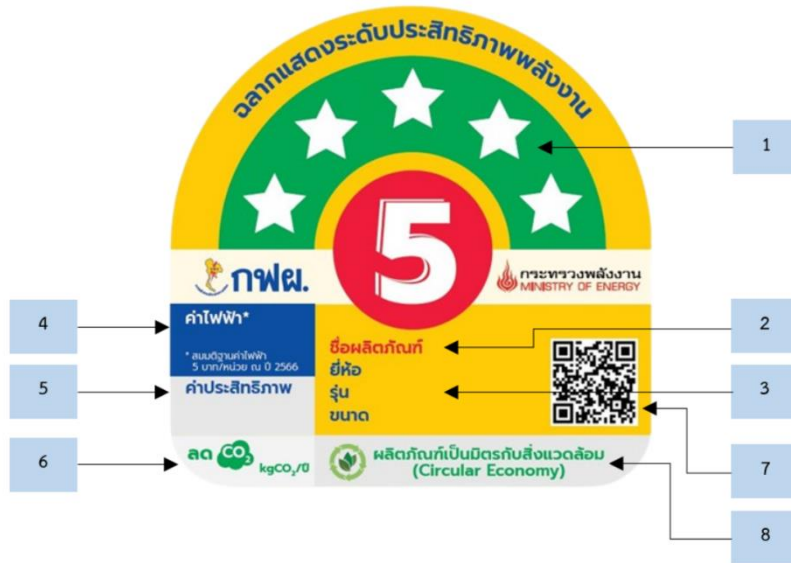 ฉลากแสดงระดับประสิทธิภาพพลังงาน
1
5
กฟผ.
กระทรวงพลังงาน
MINISTRY OF ENERGY
4
ค่าไฟฟ้า*
* สมมติฐานค่าไฟฟ้า
5 บาท/หน่วย ณ ปี 2566
ชื่อผลิตภัณฑ์
2
5
ค่าประสิทธิภาพ
ยี่ห้อ
รุ่น
ขนาด
3
6
ลด CO2 kgCO2/ปี
ผลิตภัณฑ์เป็นมิตรกับสิ่งแวดล้อม
(Circular Economy)
7
8